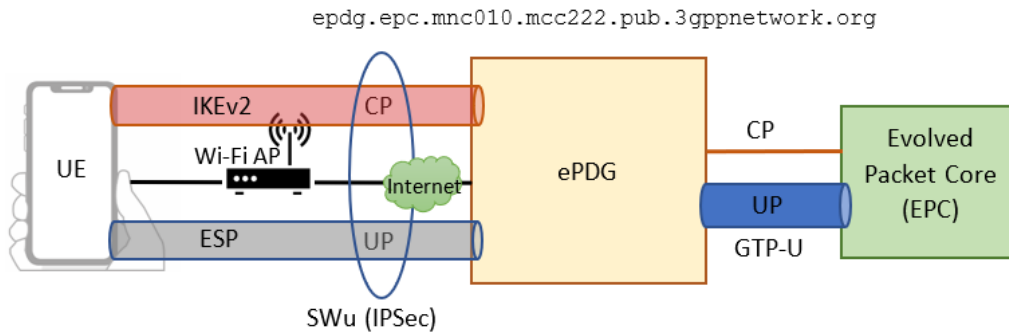 epdg.epc.mnc010.mcc222.pub.3gppnetwork.org
IKEv2
CP
UE
Wi-Fi AP
Internet
ESP
UP
SWu (IPSec)
ePDG
CP
UP
GTP-U
Evolved
Packet Core
(EPC)